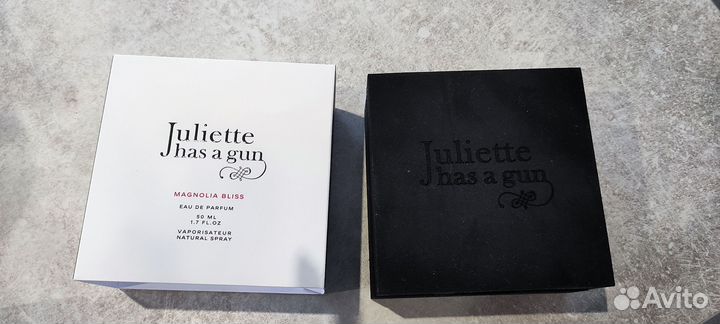 Juliette
has a gun
MAGNOLIA BLISS
EAU DE PARFUM
50 ML
1.7 FL.OZ
VAPORISATEUR
NATURAL SPRAY
Juliette
has a gun
Avito